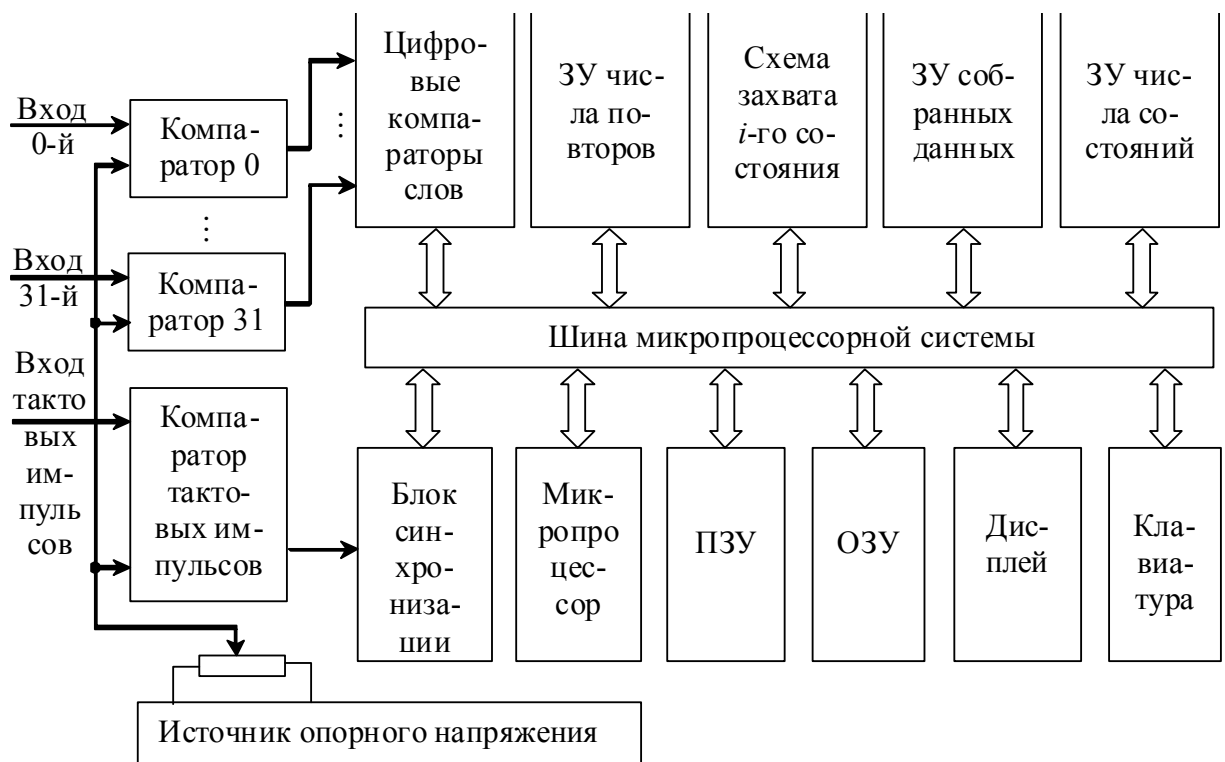 Вход
0-й
Компа-
ратор 0
⋮
Вход
31-й
Компа-
ратор 31
Вход
такто
вых
им-
пуль
сов
Компа-
ратор
такто-
вых им-
пульсов
Источник опорного напряжения
⋮
Цифро-
вые
компа-
раторы
слов
ЗУ чис-
ла по-
второв
Схема
захвата
i-го со-
стояния
ЗУ соб-
ранных
данных
ЗУ чис-
ла со-
стояний
Шина микропроцессорной системы
Блок
син-
хро-
низа-
ции
Мик-
ропро
цес-
сор
ПЗУ
ОЗУ
Дис-
плей
Кла-
виа-
тура